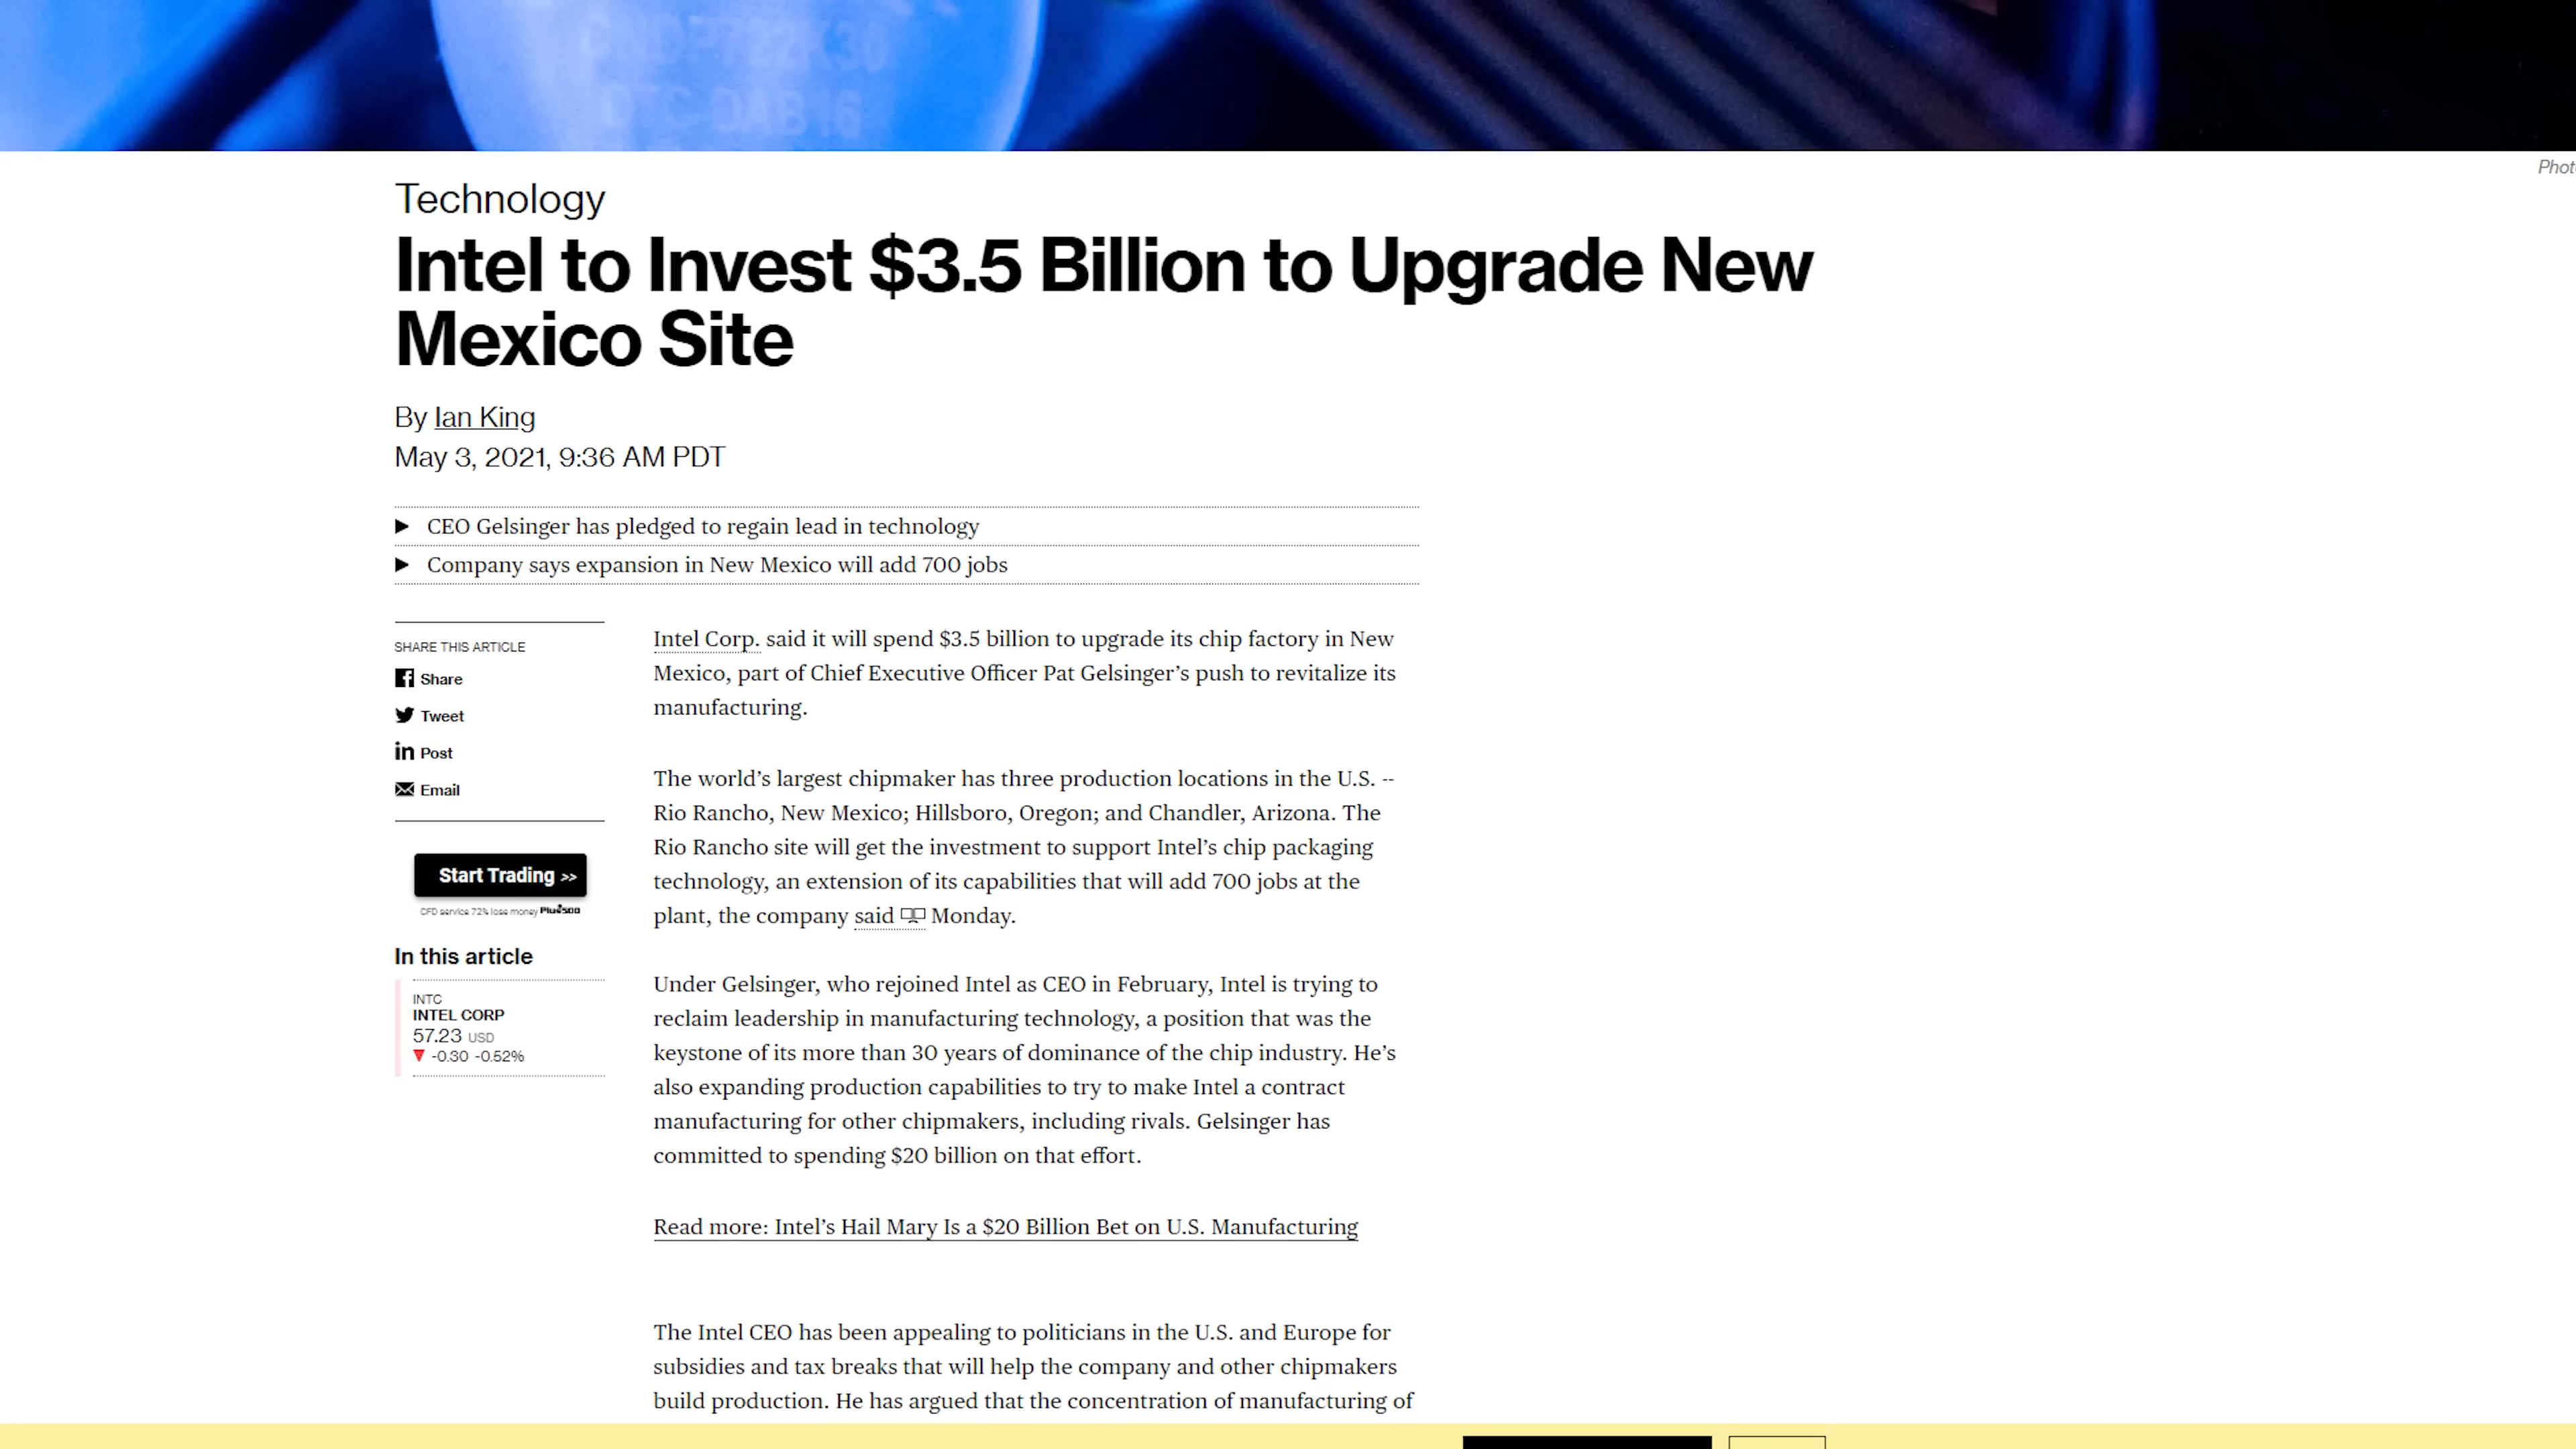 Phot
Technology
Intel to Invest $3.5 Billion to Upgrade New
Mexico Site
By Ian King
May 3, 2021, 9:36 AM PDT
▶ CEO Gelsinger has pledged to regain lead in technology
▶ Company says expansion in New Mexico will add 700 jobs
SHARE THIS ARTICLE
Share
Tweet
Post
Email
Start Trading >>
CFD service 72% lose money Plus500
In this article
INTC
INTEL CORP
57.23 USD
▼ -0.30 -0.52%
Intel Corp. said it will spend $3.5 billion to upgrade its chip factory in New
Mexico, part of Chief Executive Officer Pat Gelsinger’s push to revitalize its
manufacturing.
The world’s largest chipmaker has three production locations in the U.S. --
Rio Rancho, New Mexico; Hillsboro, Oregon; and Chandler, Arizona. The
Rio Rancho site will get the investment to support Intel’s chip packaging
technology, an extension of its capabilities that will add 700 jobs at the
plant, the company said Monday.
Under Gelsinger, who rejoined Intel as CEO in February, Intel is trying to
reclaim leadership in manufacturing technology, a position that was the
keystone of its more than 30 years of dominance of the chip industry. He’s
also expanding production capabilities to try to make Intel a contract
manufacturing for other chipmakers, including rivals. Gelsinger has
committed to spending $20 billion on that effort.
Read more: Intel’s Hail Mary Is a $20 Billion Bet on U.S. Manufacturing
The Intel CEO has been appealing to politicians in the U.S. and Europe for
subsidies and tax breaks that will help the company and other chipmakers
build production. He has argued that the concentration of manufacturing of